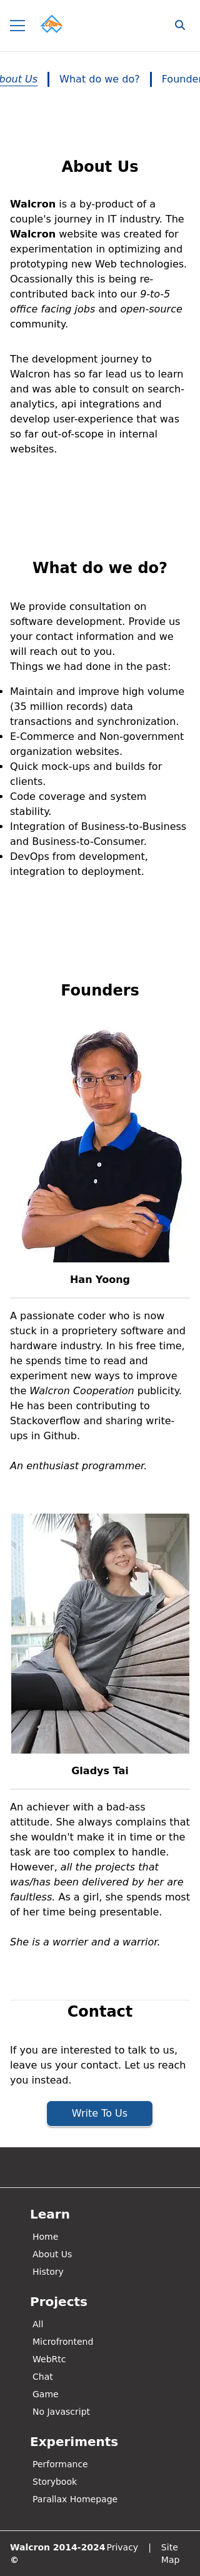 bout Us
What do we do?
Founder
About Us
Walcron is a by-product of a
couple's journey in IT industry. The
Walcron website was created for
experimentation in optimizing and
prototyping new Web technologies.
Ocassionally this is being re-
contributed back into our 9-to-5
office facing jobs and open-source
community.
The development journey to
Walcron has so far lead us to learn
and was able to consult on search-
analytics, api integrations and
develop user-experience that was
so far out-of-scope in internal
websites.
What do we do?
We provide consultation on
software development. Provide us
your contact information and we
will reach out to you.
Things we had done in the past:
Maintain and improve high volume
(35 million records) data
transactions and synchronization.
E-Commerce and Non-government
organization websites.
Quick mock-ups and builds for
clients.
Code coverage and system
stability.
Integration of Business-to-Business
and Business-to-Consumer.
DevOps from development,
integration to deployment.
Founders
Han Yoong
A passionate coder who is now
stuck in a proprietery software and
hardware industry. In his free time,
he spends time to read and
experiment new ways to improve
the Walcron Cooperation publicity.
He has been contributing to
Stackoverflow and sharing write-
ups in Github.
An enthusiast programmer.
Gladys Tai
An achiever with a bad-ass
attitude. She always complains that
she wouldn't make it in time or the
task are too complex to handle.
However, all the projects that
was/has been delivered by her are
faultless. As a girl, she spends most
of her time being presentable.
She is a worrier and a warrior.
Contact
If you are interested to talk to us,
leave us your contact. Let us reach
you instead.
Write To Us
Learn
Home
About Us
History
Projects
All
Microfrontend
WebRtc
Chat
Game
No Javascript
Experiments
Performance
Storybook
Parallax Homepage
Walcron 2014-2024 Privacy | Site
© Map